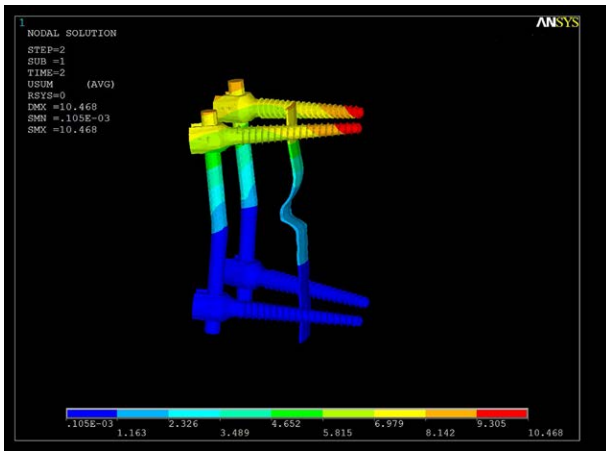 1
ANSYS
NODAL SOLUTION
STEP=2
SUB =1
TIME=2
USUM (AVG)
RSYS=0
DMX =10.468
SMN =.105E-03
SMX =10.468
.105E-03 2.326 4.652 6.979 9.305
1.163 3.489 5.815 8.142 10.468